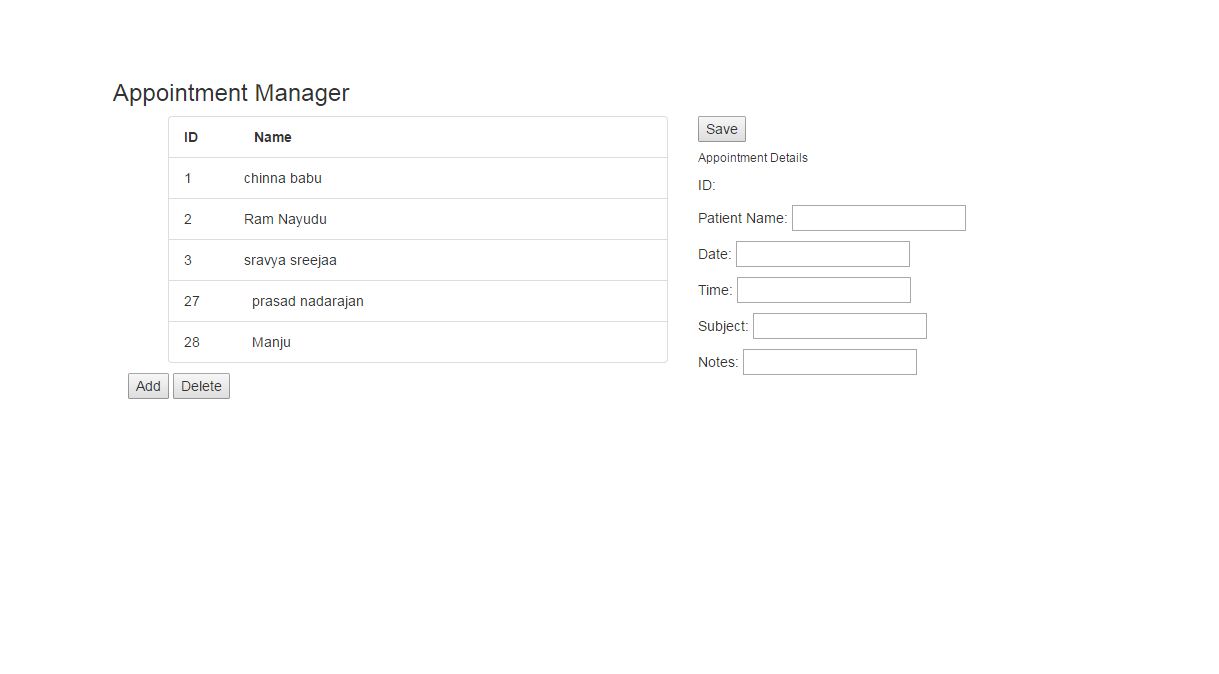 Appointment Manager
ID Name
1 chinna babu
2 Ram Nayudu
3 sravya sreejaa
27 prasad nadarajan
28 Manju
Add Delete
Save
Appointment Details
ID:
Patient Name:
Date:
Time:
Subject:
Notes: